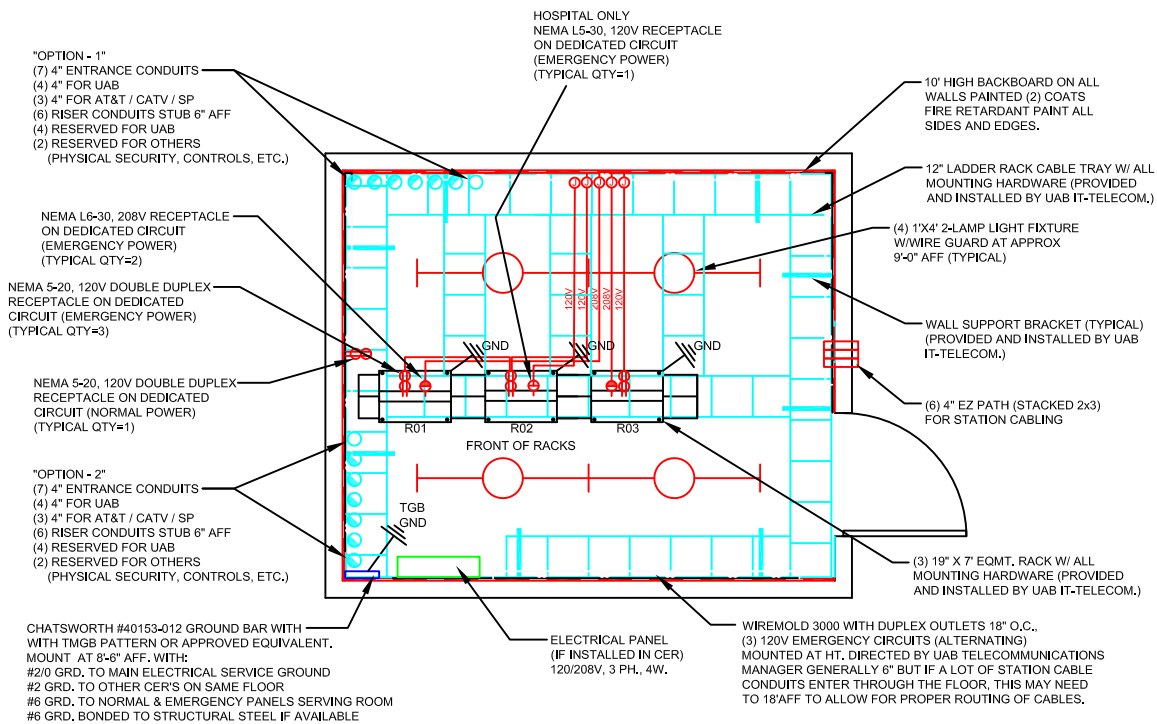 HOSPITAL ONLY
NEMA L5-30, 120V RECEPTACLE
ON DEDICATED CIRCUIT
(EMERGENCY POWER)
(TYPICAL QTY=1)
"OPTION - 1"
(7) 4" ENTRANCE CONDUITS
(4) 4" FOR UAB
(3) 4" FOR AT&T / CATV / SP
(6) RISER CONDUITS STUB 6" AFF
(4) RESERVED FOR UAB
(2) RESERVED FOR OTHERS
(PHYSICAL SECURITY, CONTROLS, ETC.)
10' HIGH BACKBOARD ON ALL
WALLS PAINTED (2) COATS
FIRE RETARDANT PAINT ALL
SIDES AND EDGES.
12" LADDER RACK CABLE TRAY W/ ALL
MOUNTING HARDWARE (PROVIDED
AND INSTALLED BY UAB IT-TELECOM.)
NEMA L6-30, 208V RECEPTACLE
ON DEDICATED CIRCUIT
(EMERGENCY POWER)
(TYPICAL QTY=2)
(4) 1'X4' 2-LAMP LIGHT FIXTURE
W/WIRE GUARD AT APPROX
9'-0" AFF (TYPICAL)
NEMA 5-20, 120V DOUBLE DUPLEX
RECEPTACLE ON DEDICATED
CIRCUIT (EMERGENCY POWER)
(TYPICAL QTY=3)
120V
120V
208V
208V
120V
WALL SUPPORT BRACKET (TYPICAL)
(PROVIDED AND INSTALLED BY UAB
IT-TELECOM.)
GND
GND
GND
NEMA 5-20, 120V DOUBLE DUPLEX
RECEPTACLE ON DEDICATED
CIRCUIT (NORMAL POWER)
(TYPICAL QTY=1)
(6) 4" EZ PATH (STACKED 2x3)
FOR STATION CABLING
R01
R02
R03
FRONT OF RACKS
"OPTION - 2"
(7) 4" ENTRANCE CONDUITS
(4) 4" FOR UAB
(3) 4" FOR AT&T / CATV / SP
(6) RISER CONDUITS STUB 6" AFF
(4) RESERVED FOR UAB
(2) RESERVED FOR OTHERS
(PHYSICAL SECURITY, CONTROLS, ETC.)
TGB
GND
(3) 19" X 7' EQMT. RACK W/ ALL
MOUNTING HARDWARE (PROVIDED
AND INSTALLED BY UAB IT-TELECOM.)
CHATSWORTH #40153-012 GROUND BAR WITH
WITH TMGB PATTERN OR APPROVED EQUIVALENT.
MOUNT AT 8'-6" AFF. WITH:
#2/0 GRD. TO MAIN ELECTRICAL SERVICE GROUND
#2 GRD. TO OTHER CER'S ON SAME FLOOR
#6 GRD. TO NORMAL & EMERGENCY PANELS SERVING ROOM
#6 GRD. BONDED TO STRUCTURAL STEEL IF AVAILABLE
ELECTRICAL PANEL
(IF INSTALLED IN CER)
120/208V, 3 PH., 4W.
WIREMOLD 3000 WITH DUPLEX OUTLETS 18" O.C.,
(3) 120V EMERGENCY CIRCUITS (ALTERNATING)
MOUNTED AT HT. DIRECTED BY UAB TELECOMMUNICATIONS
MANAGER GENERALLY 6" BUT IF A LOT OF STATION CABLE
CONDUITS ENTER THROUGH THE FLOOR, THIS MAY NEED
TO 18'AFF TO ALLOW FOR PROPER ROUTING OF CABLES.